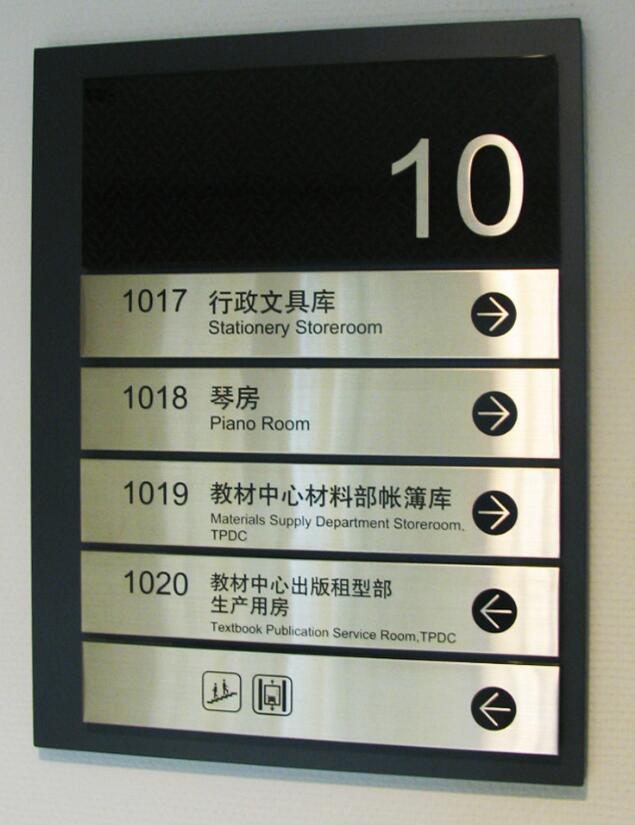 10
1017 行政文具库
Stationery Storeroom
1018 琴房
Piano Room
1019 教材中心材料部帐簿库
Materials Supply Department Storeroom,
TPDC
1020 教材中心出版租型部
生产用房
Textbook Publication Service Room,TPDC